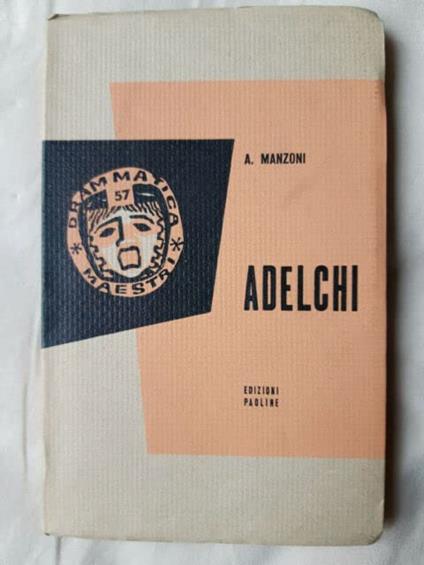 A. MANZONI
DRAMMATICA
57
MAESTRI
ADELCHI
EDIZIONI
PAOLINE